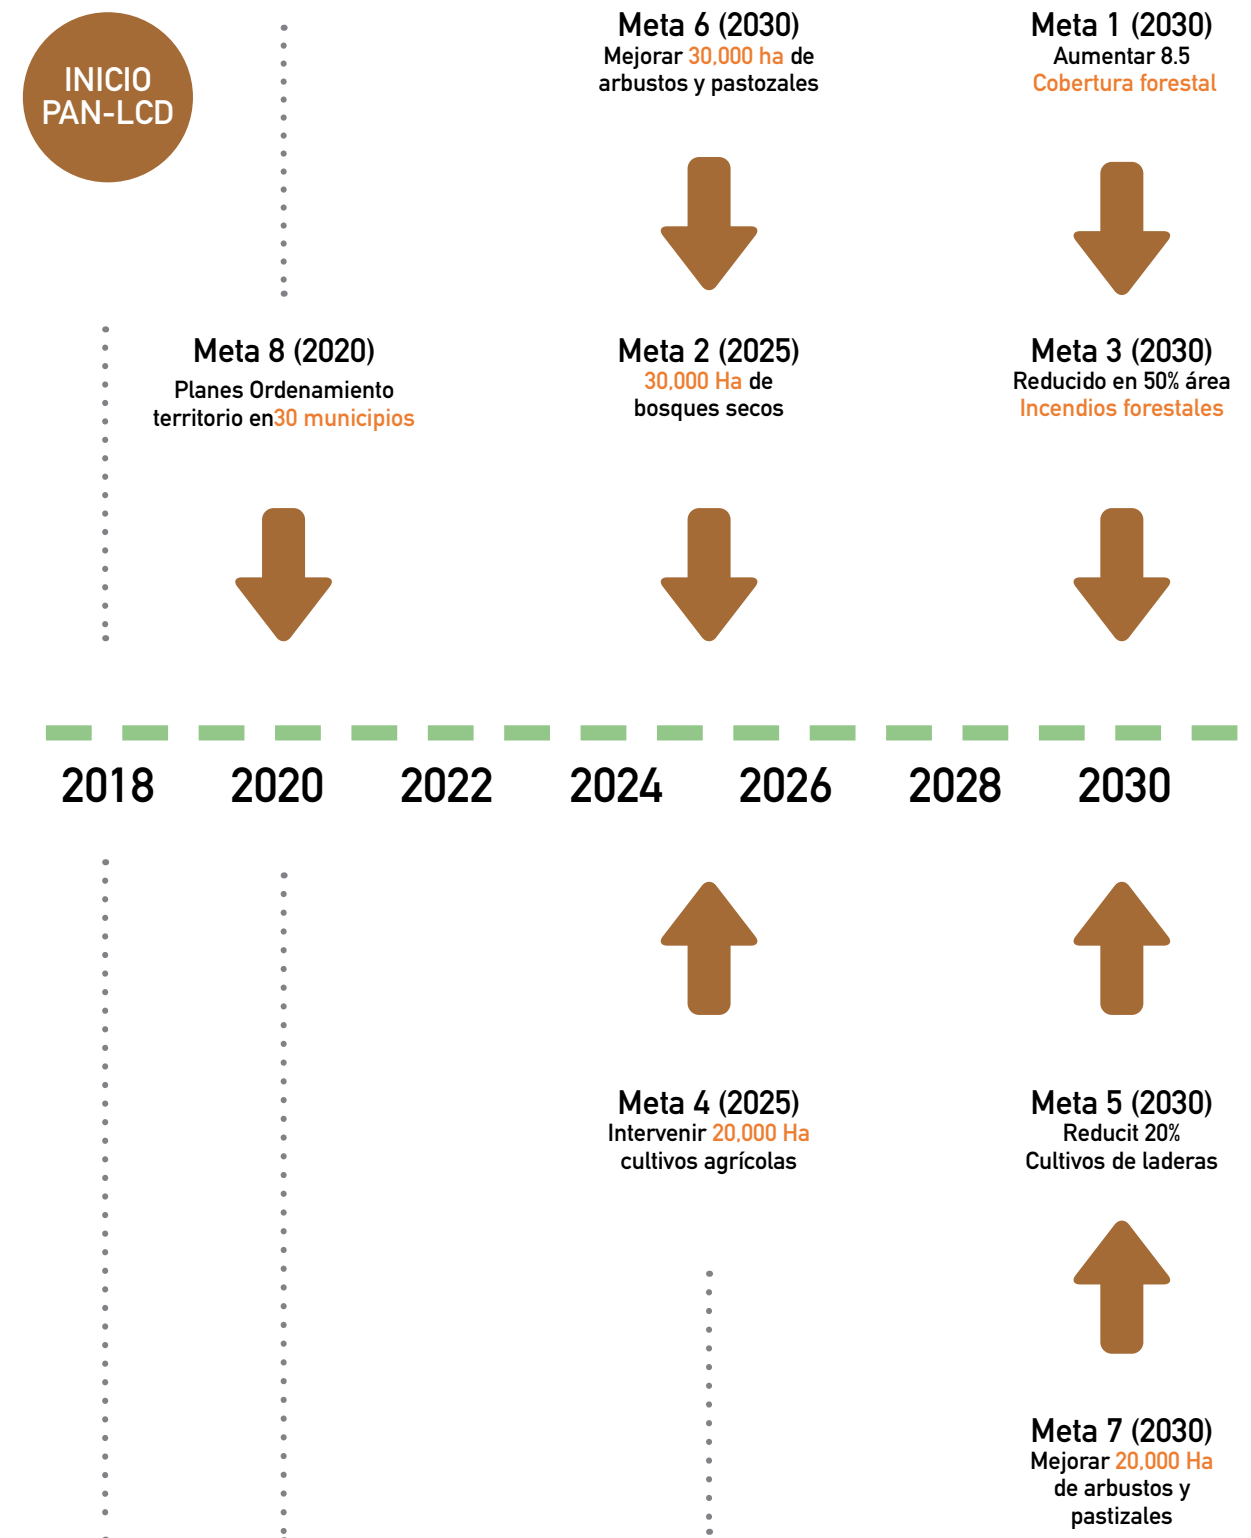 INICIO
PAN-LCD
Meta 6 (2030)
Mejorar 30,000 ha de
arbustos y pastozales
Meta 1 (2030)
Aumentar 8.5
Cobertura forestal
Meta 8 (2020)
Planes Ordenamiento
territorio en30 municipios
Meta 2 (2025)
30,000 Ha de
bosques secos
Meta 3 (2030)
Reducido en 50% área
Incendios forestales
2018 2020 2022 2024 2026 2028 2030
Meta 4 (2025)
Intervenir 20,000 Ha
cultivos agrícolas
Meta 5 (2030)
Reducit 20%
Cultivos de laderas
Meta 7 (2030)
Mejorar 20,000 Ha
de arbustos y
pastizales